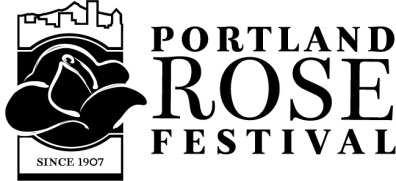 PORTLAND
ROSE
FESTIVAL
SINCE 1907